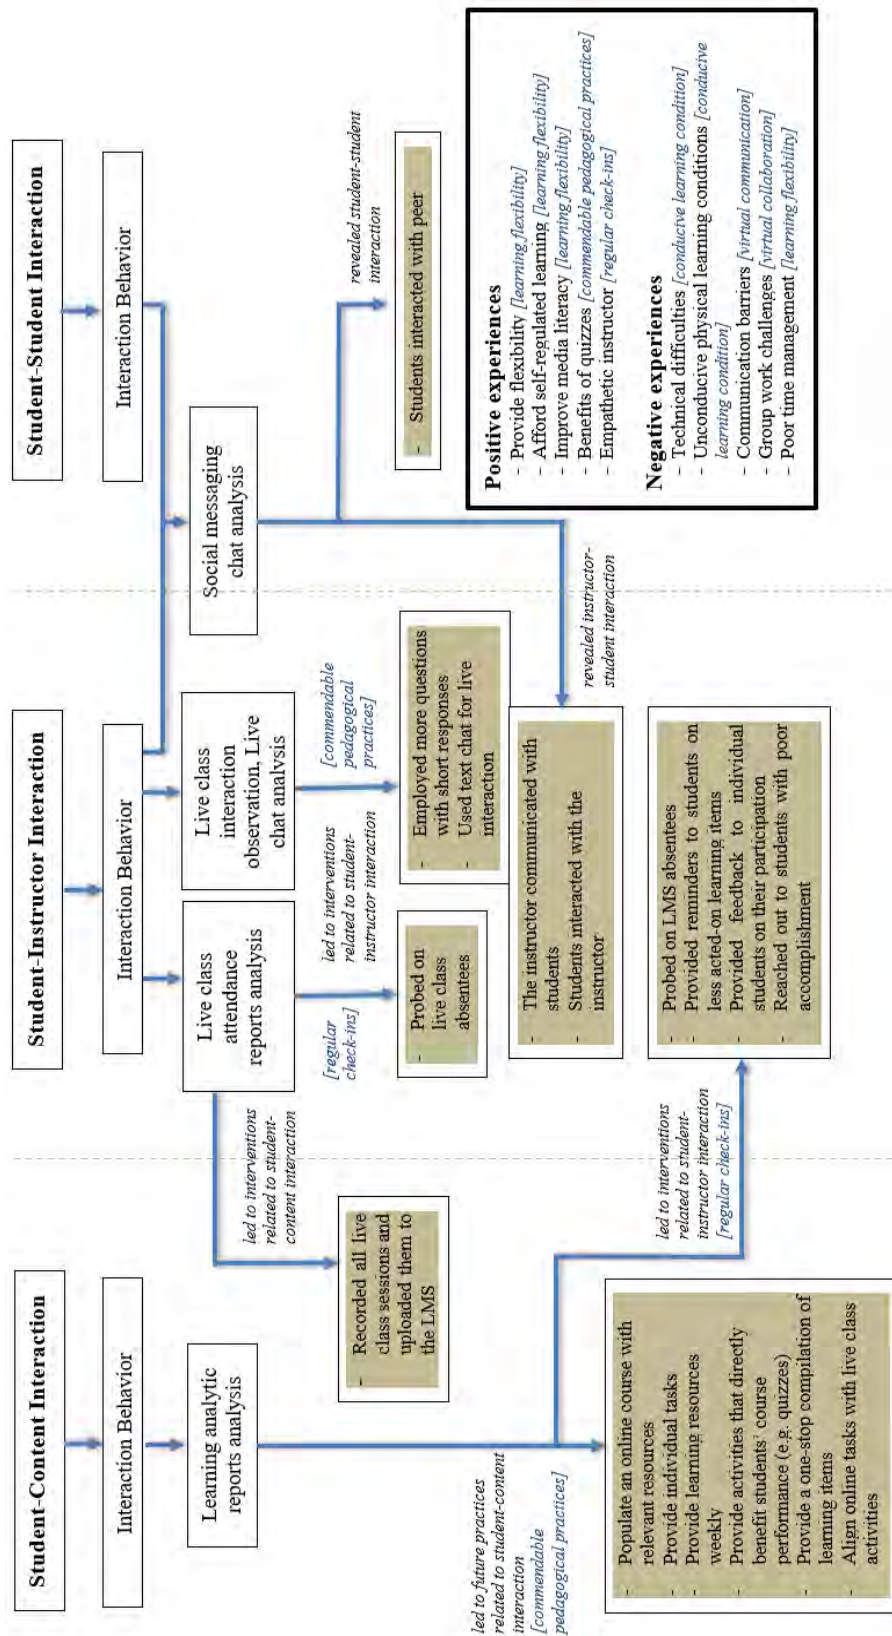 Student-Content Interaction
Interaction Behavior
Learning analytic
reports analysis
led to future practices
related to student-content
interaction
[commendable
pedagogical practices]
- Populate an online course with
relevant resources
- Provide individual tasks
- Provide learning resources
weekly
- Provide activities that directly
benefit students' course
performance (e.g. quizzes)
- Provide a one-stop compilation of
learning items
- Align online tasks with live class
activities
led to interventions
related to student-
content interaction
- Recorded all live
class sessions and
uploaded them to
the LMS
led to interventions
related to student-
instructor interaction
[regular check-ins]
Student-Instructor Interaction
Interaction Behavior
Live class
attendance
reports analysis
Live class
interaction
observation, Live
chat analysis
[regular
check-ins]
led to interventions
related to student-
instructor interaction
[commendable
pedagogical
practices]
- Probed on
live class
absentees
- Employed more questions
with short responses
- Used text chat for live
interaction
- The instructor communicated with
students
- Students interacted with the
instructor
- Probed on LMS absentees
- Provided reminders to students on
less acted-on learning items
- Provided feedback to individual
students on their participation
- Reached out to students with poor
accomplishment
Student-Student Interaction
Interaction Behavior
Social messaging
chat analysis
revealed student-student
interaction
- Students interacted with peer
revealed instructor-
student interaction
Positive experiences
- Provide flexibility [learning flexibility]
- Afford self-regulated learning [learning flexibility]
- Improve media literacy [learning flexibility]
- Benefits of quizzes [commendable pedagogical practices]
- Empathetic instructor [regular check-ins]
Negative experiences
- Technical difficulties [conducive learning condition]
- Unconducive physical learning conditions [conducive
learning condition]
- Communication barriers [virtual communication]
- Group work challenges [virtual collaboration]
- Poor time management [learning flexibility]